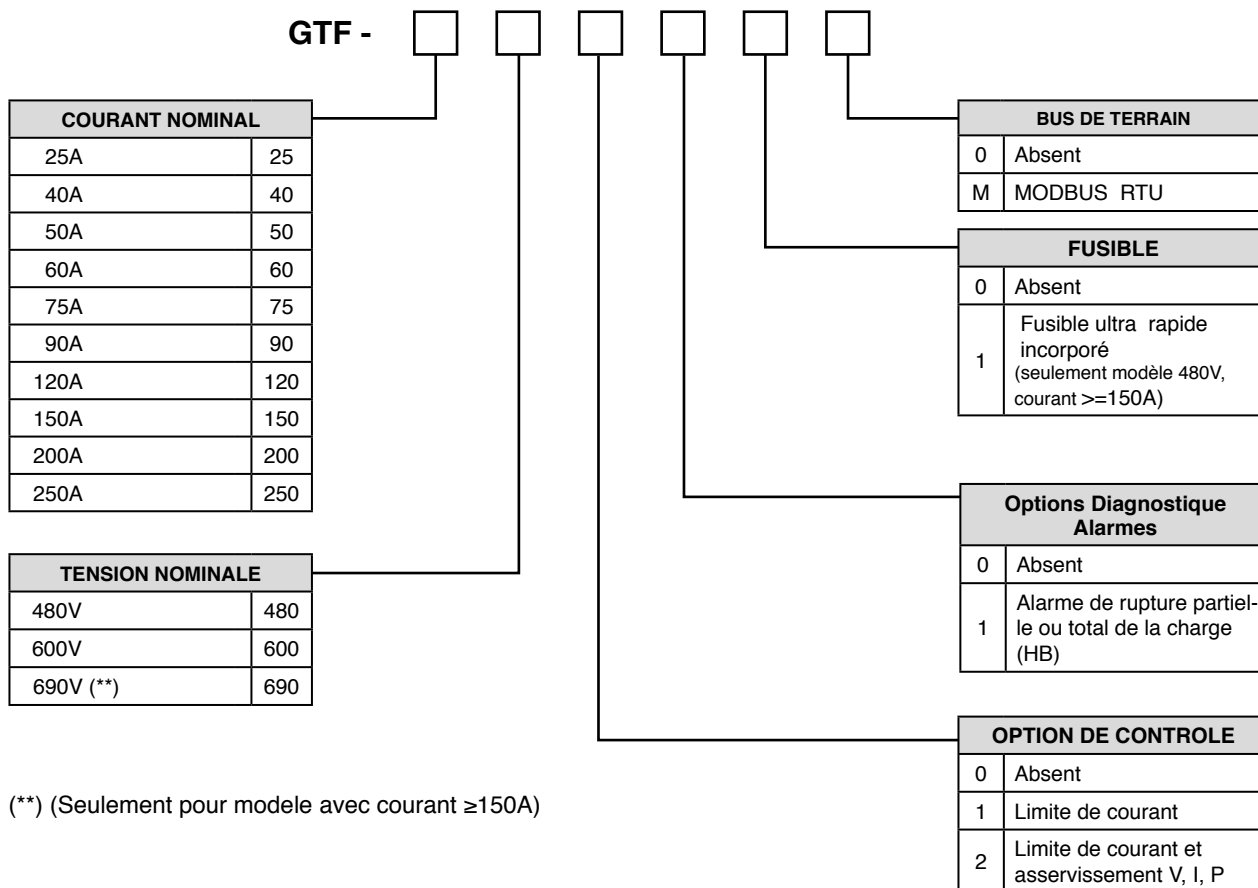 GTF -
COURANT NOMINAL
25A 25
40A 40
50A 50
60A 60
75A 75
90A 90
120A 120
150A 150
200A 200
250A 250
TENSION NOMINALE
480V 480
600V 600
690V (**) 690
(**) (Seulement pour modele avec courant ≥150A)
BUS DE TERRAIN
0 Absent
M MODBUS RTU
FUSIBLE
0 Absent
1 Fusible ultra rapide
incorporé
(seulement modèle 480V,
courant >=150A)
Options Diagnostique
Alarmes
0 Absent
1 Alarme de rupture partiel-
le ou total de la charge
(HB)
OPTION DE CONTROLE
0 Absent
1 Limite de courant
2 Limite de courant et
asservissement V, I, P